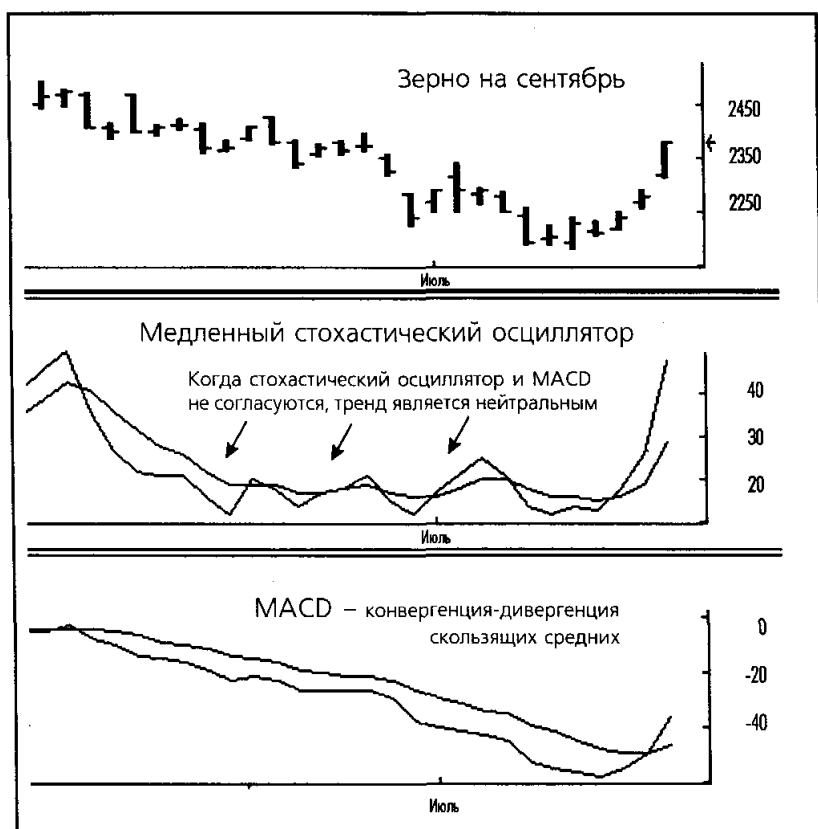 Зерно на сентябрь
2450
2350
2250
Июль
Медленный стохастический осциллятор
Когда стохастический осциллятор и MACD
не согласуются, тренд является нейтральным
40
30
20
Июль
MACD – конвергенция-дивергенция
скользящих средних
0
-20
-40
Июль